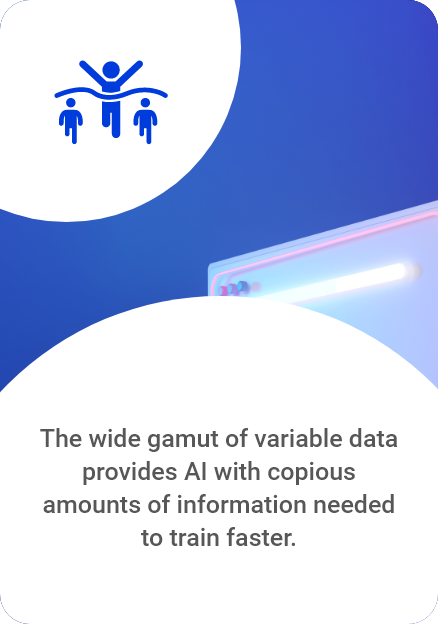 The wide gamut of variable data
provides AI with copious
amounts of information needed
to train faster.